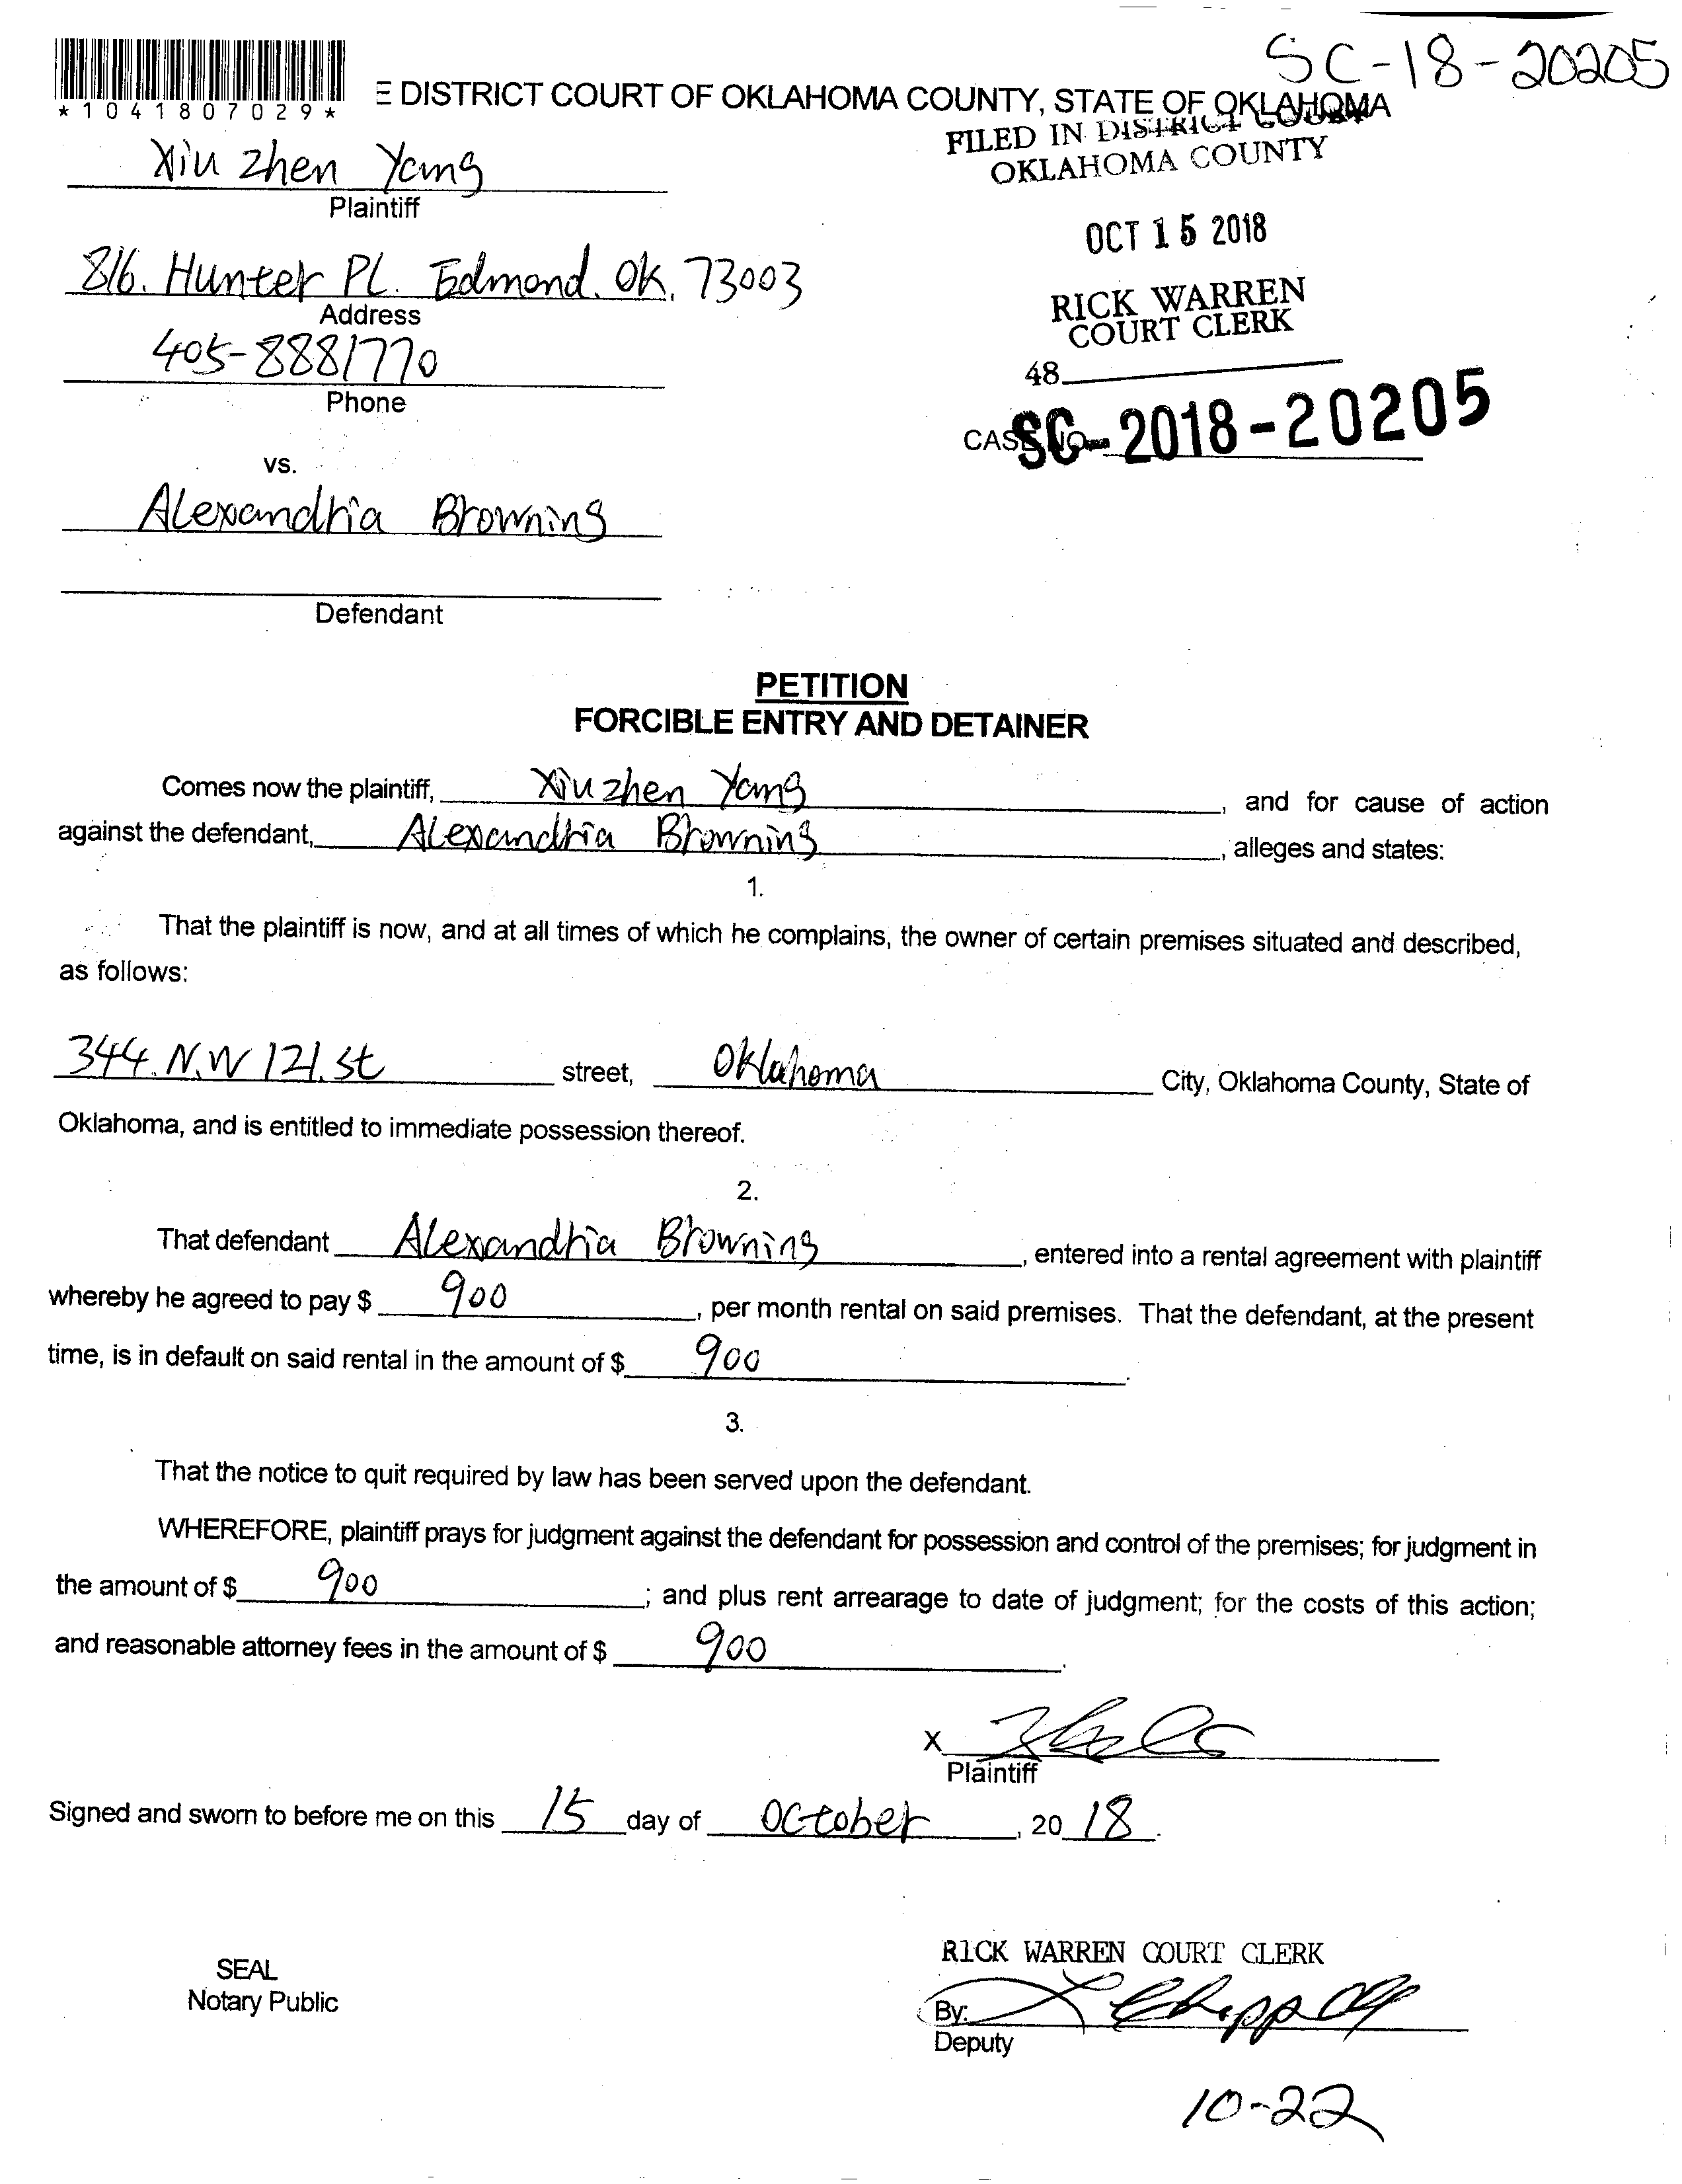 SC-18-20205
*1041807029*
E DISTRICT COURT OF OKLAHOMA COUNTY, STATE OF OKLAHOMA
FILED IN DISTRICT COURT
OKLAHOMA COUNTY
Xiu zhen Yang
Plaintiff
OCT 15 2018
816. Hunter PL. Edmond. OK. 73003
Address
RICK WARREN
COURT CLERK
405-8881770
Phone
48
CASE NO. SC-2018-20205
vs.
Alexandria Browning
Defendant
PETITION
FORCIBLE ENTRY AND DETAINER
Comes now the plaintiff, Xiu zhen Yang, and for cause of action
against the defendant, Alexandria Browning, alleges and states:
1.
That the plaintiff is now, and at all times of which he complains, the owner of certain premises situated and described,
as follows:
344. N.W 121.st street, Oklahoma City, Oklahoma County, State of
Oklahoma, and is entitled to immediate possession thereof.
2.
That defendant Alexandria Browning, entered into a rental agreement with plaintiff
whereby he agreed to pay $ 900, per month rental on said premises. That the defendant, at the present
time, is in default on said rental in the amount of $ 900.
3.
That the notice to quit required by law has been served upon the defendant.
WHEREFORE, plaintiff prays for judgment against the defendant for possession and control of the premises; for judgment in
the amount of $ 900; and plus rent arrearage to date of judgment; for the costs of this action;
and reasonable attorney fees in the amount of $ 900.
X
Plaintiff
Signed and sworn to before me on this 15 day of October, 20 18.
RICK WARREN COURT CLERK
SEAL
Notary Public
By:
Deputy
10-22